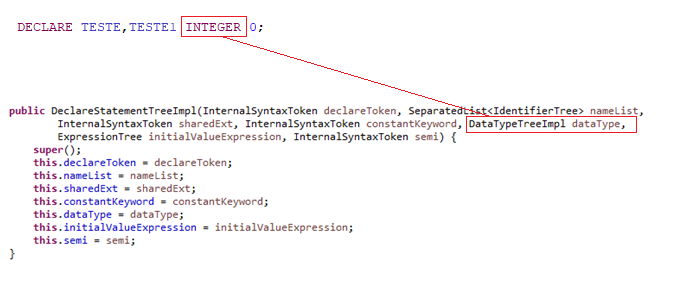 DECLARE TESTE,TESTE1 INTEGER 0;
public DeclareStatementTreeImpl(InternalSyntaxToken declareToken, SeparatedList<IdentifierTree> nameList,
InternalSyntaxToken sharedExt, InternalSyntaxToken constantKeyword, DataTypeTreeImpl dataType,
ExpressionTree initialValueExpression, InternalSyntaxToken semi) {
super();
this.declareToken = declareToken;
this.nameList = nameList;
this.sharedExt = sharedExt;
this.constantKeyword = constantKeyword;
this.dataType = dataType;
this.initialValueExpression = initialValueExpression;
this.semi = semi;
}